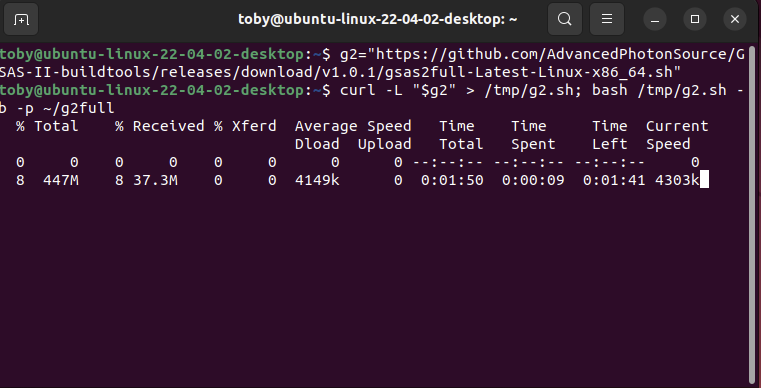 toby@ubuntu-linux-22-04-02-desktop: ~
toby@ubuntu-linux-22-04-02-desktop:~$ g2="https://github.com/AdvancedPhotonSource/G
SAS-II-buildtools/releases/download/v1.0.1/gsas2full-Latest-Linux-x86_64.sh"
toby@ubuntu-linux-22-04-02-desktop:~$ curl -L "$g2" > /tmp/g2.sh; bash /tmp/g2.sh -
b -p ~/g2full
  % Total    % Received % Xferd  Average Speed   Time    Time     Time  Current
                                 Dload  Upload   Total   Spent    Left  Speed
  0     0    0     0    0     0      0      0 --:--:-- --:--:-- --:--:--     0
  8  447M    8 37.3M    0     0  4149k      0  0:01:50  0:00:09  0:01:41 4303k